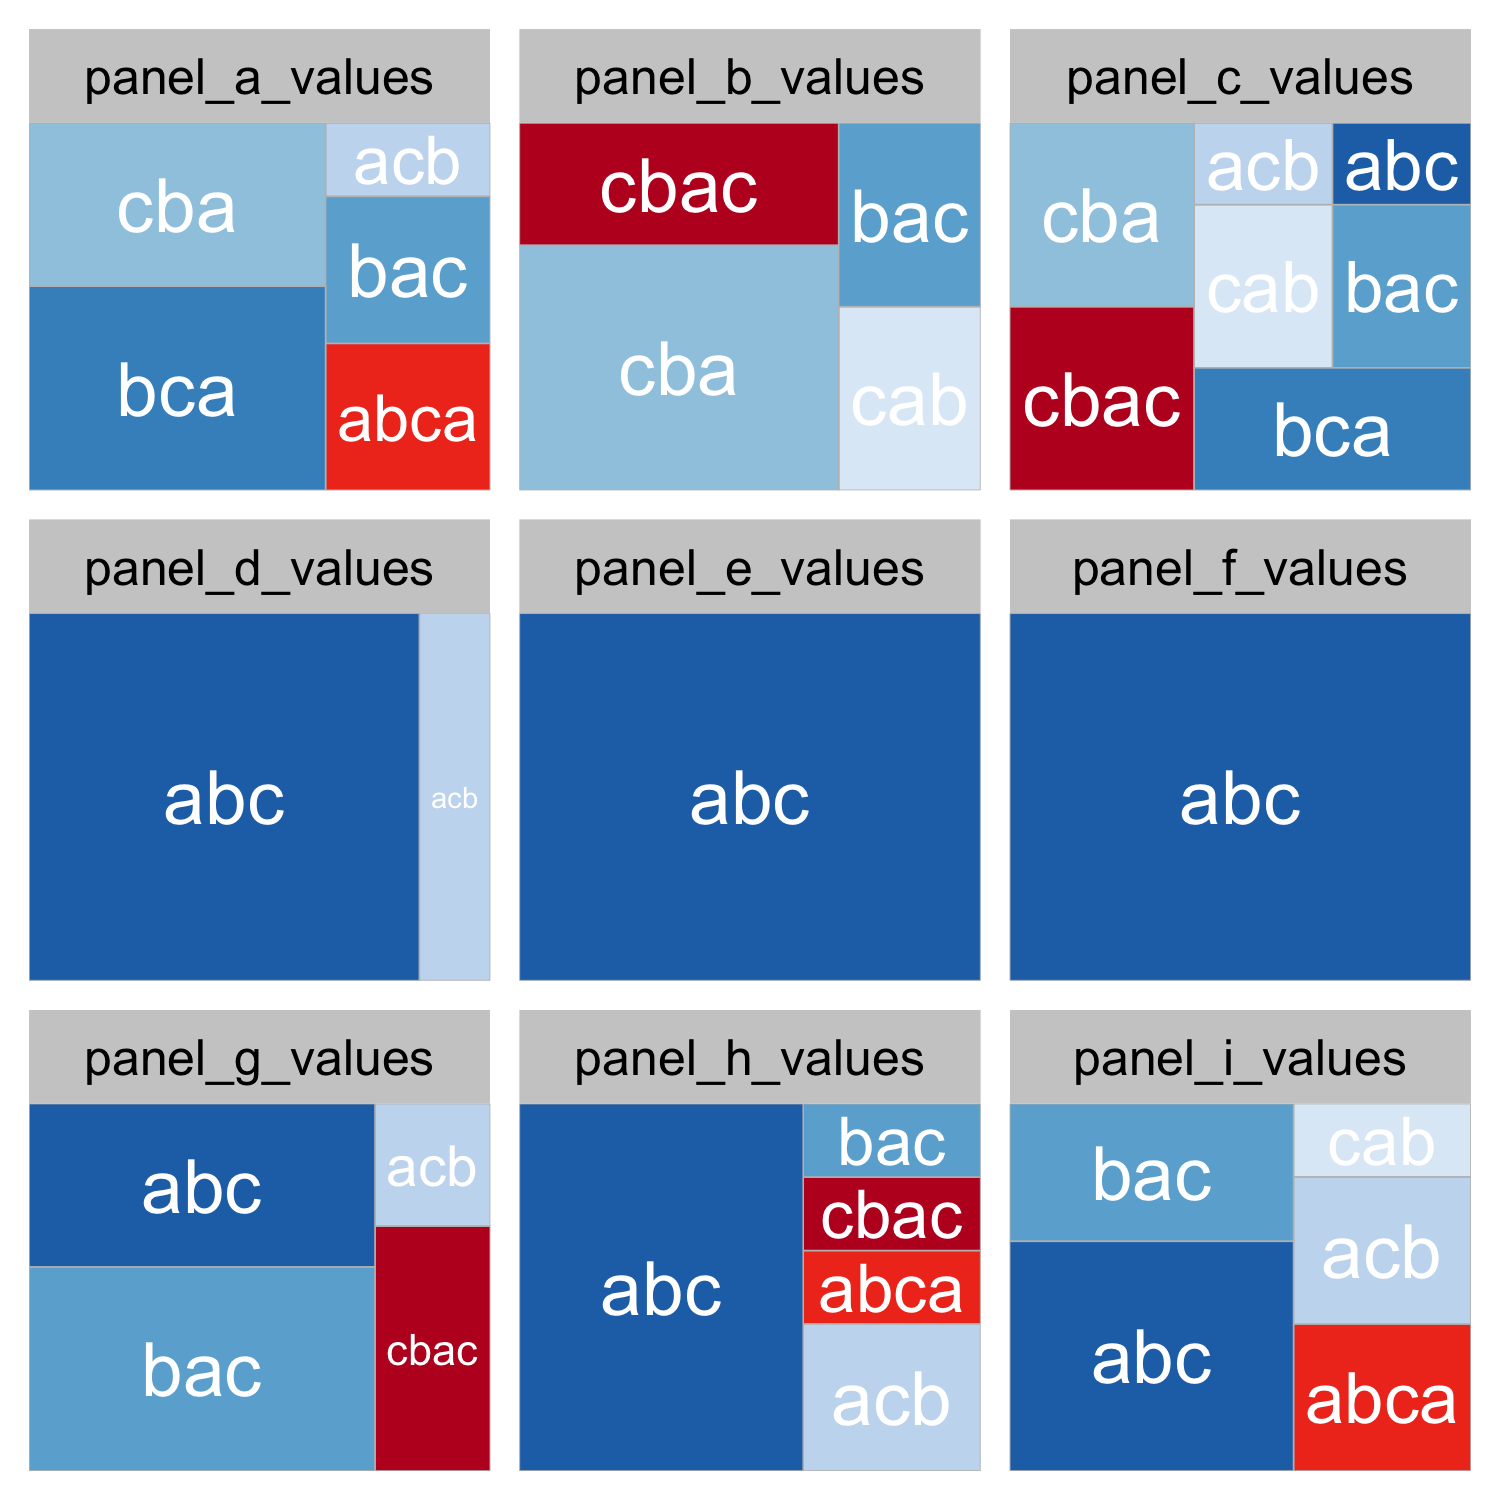 panel_a_values
cba
acb
bac
bca
abca
panel_b_values
cbac
bac
cba
cab
panel_c_values
cba
acb
abc
cab
bac
cbac
bca
panel_d_values
abc
acb
panel_e_values
abc
panel_f_values
abc
panel_g_values
abc
acb
bac
cbac
panel_h_values
abc
bac
cbac
abca
acb
panel_i_values
bac
cab
acb
abc
abca